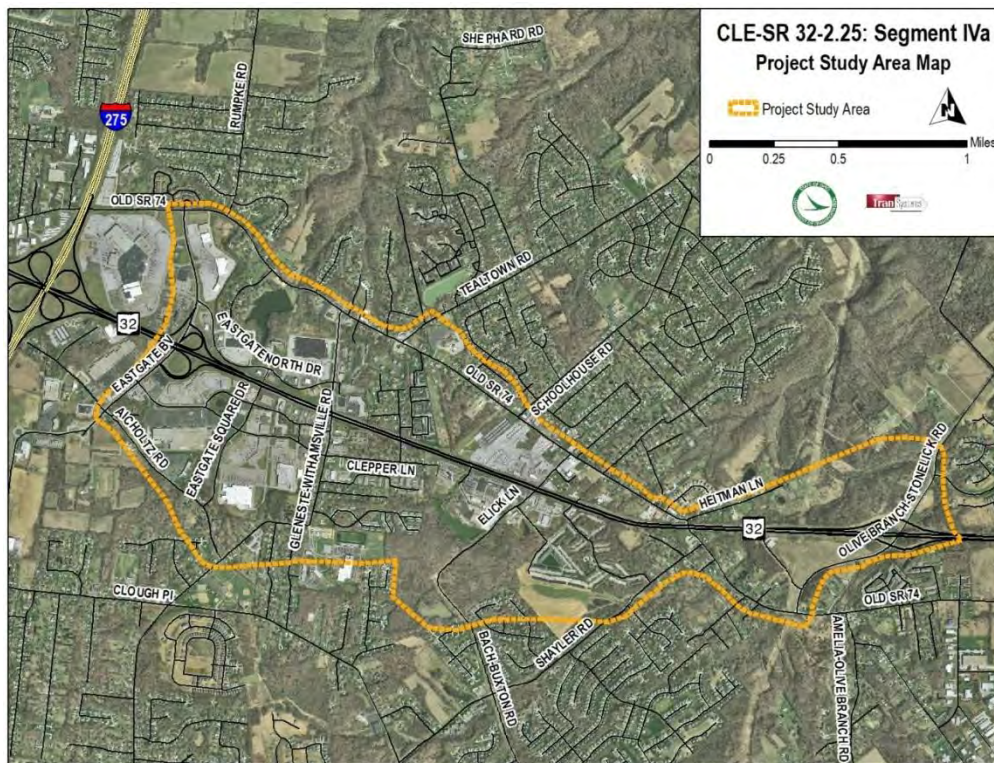 CLE-SR 32-2.25: Segment IVa
Project Study Area Map
Project Study Area
N
Miles
0 0.25 0.5 1
SHEPHARD RD
RUMPKE RD
275
OLD SR 74
TEALTOWN RD
32
EASTGATENORTH DR
EASTGATE BV
OLD SR 74
SCHOOLHOUSE RD
AICHOLTZ RD
EASTGATE SQUARE DR
GLENESTE-WITHAMSVILLE RD
CLEPPER LN
ELICK LN
HEITMAN LN
OLIVE BRANCH-STONELICK RD
32
CLOUGH PI
OLD SR 74
SHAYLER RD
BACH-BUXTON RD
AMELIA-OLIVE BRANCH RD